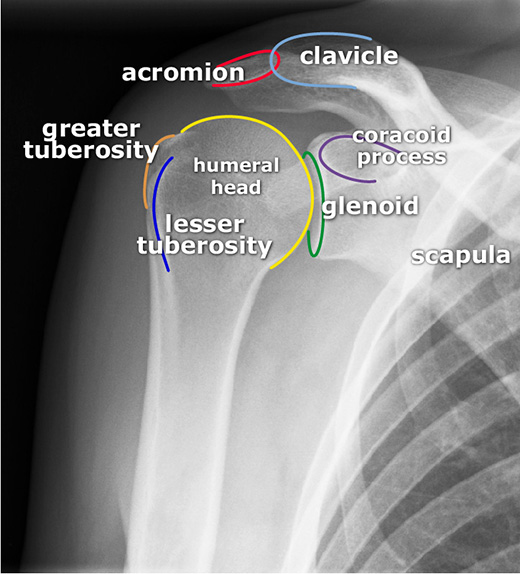 clavicle
acromion
greater
tuberosity
coracoid
process
humeral
head
glenoid
lesser
tuberosity
scapula